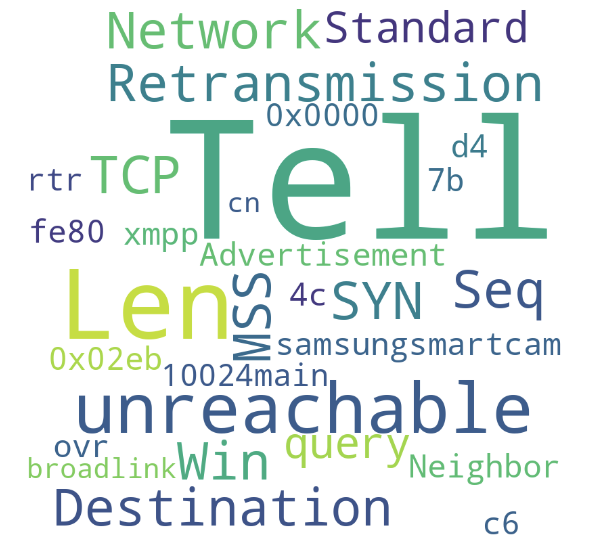 Network Standard
Retransmission
0x0000
Tell
d4
7b
rtr TCP
cn
fe80 xmpp
Advertisement
Len
MSS
4c SYN Seq
samsungsmartcam
0x02eb
10024main
unreachable
ovr Win query
broadlink Neighbor
Destination
c6